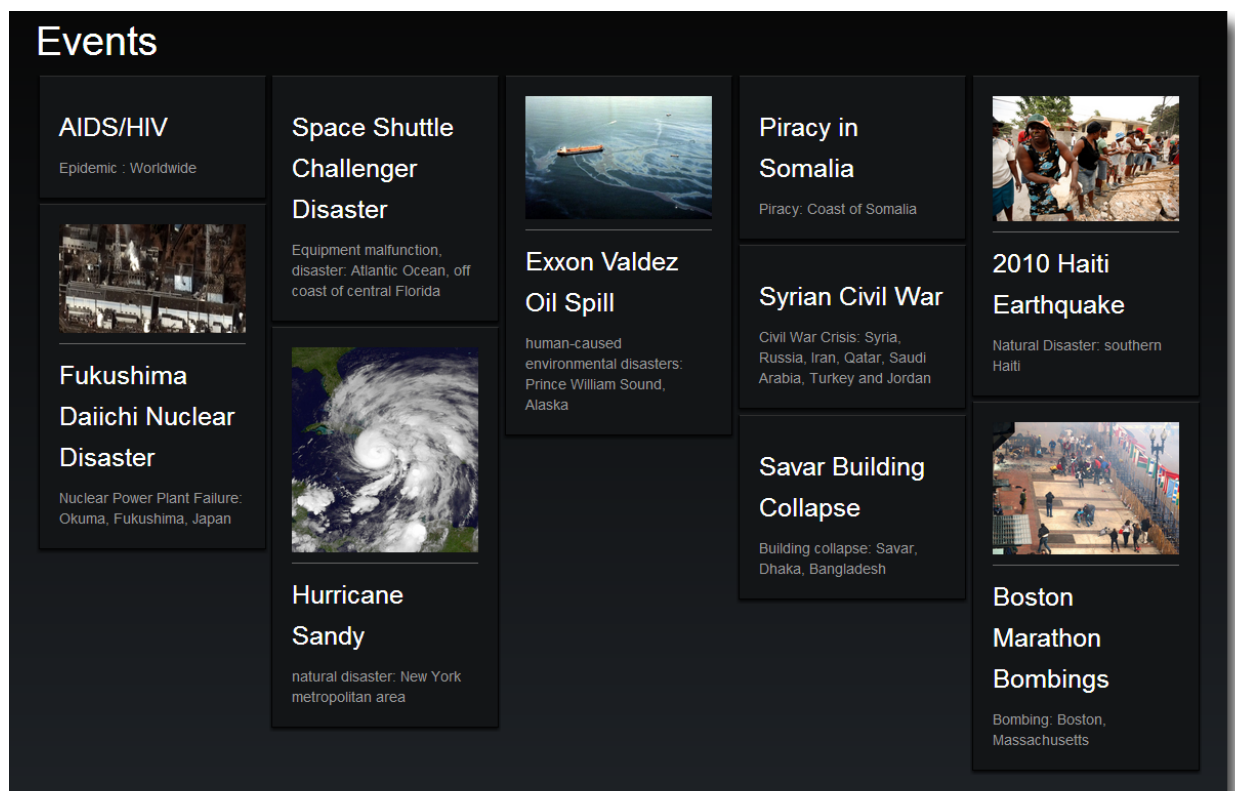 Events
AIDS/HIV
Epidemic : Worldwide
Fukushima
Daiichi Nuclear
Disaster
Nuclear Power Plant Failure:
Okuma, Fukushima, Japan
Space Shuttle
Challenger
Disaster
Equipment malfunction,
disaster: Atlantic Ocean, off
coast of central Florida
Hurricane
Sandy
natural disaster: New York
metropolitan area
Exxon Valdez
Oil Spill
human-caused
environmental disasters:
Prince William Sound,
Alaska
Piracy in
Somalia
Piracy: Coast of Somalia
Syrian Civil War
Civil War Crisis: Syria,
Russia, Iran, Qatar, Saudi
Arabia, Turkey and Jordan
Savar Building
Collapse
Building collapse: Savar,
Dhaka, Bangladesh
2010 Haiti
Earthquake
Natural Disaster: southern
Haiti
Boston
Marathon
Bombings
Bombing: Boston,
Massachusetts